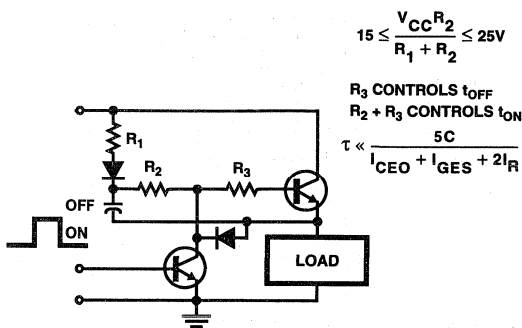 15 ≤ V_CC R_2 / (R_1 + R_2) ≤ 25V
R_3 CONTROLS t_OFF
R_2 + R_3 CONTROLS t_ON
τ ≪ 5C / (I_CEO + I_GES + 2I_R)
R_1
R_2
R_3
OFF
ON
LOAD